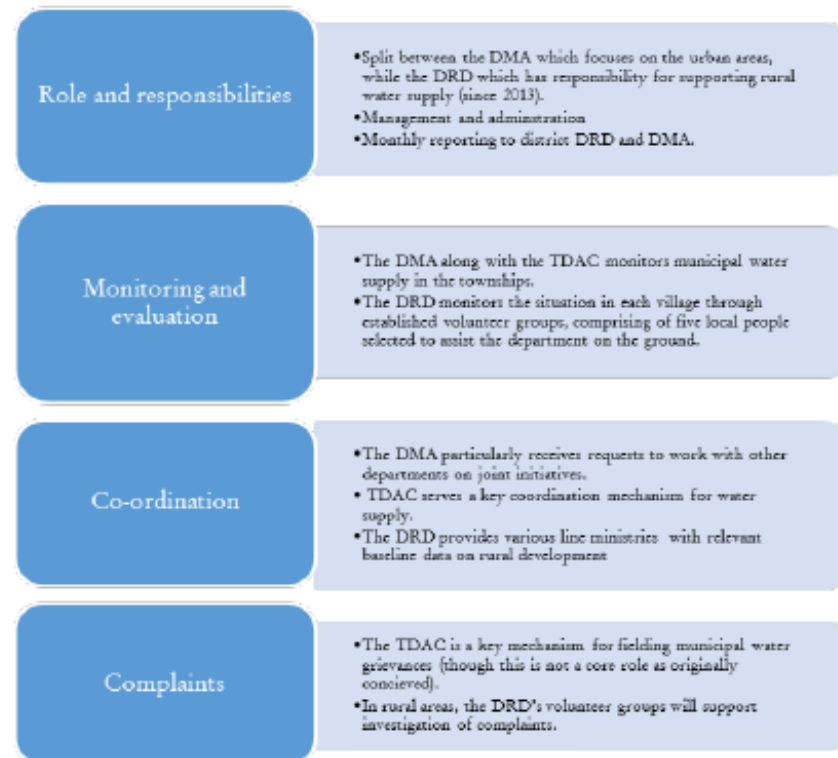 Role and responsibilities
•Split between the DMA which focuses on the urban areas,
while the DRD which has responsibility for supporting rural
water supply (since 2013).
•Management and adminstration
•Monthly reporting to district DRD and DMA.
Monitoring and
evaluation
•The DMA along with the TDAC monitors municipal water
supply in the townships.
•The DRD monitors the situation in each village through
established volunteer groups, comprising of five local people
selected to assist the department on the ground.
Co-ordination
•The DMA particularly receives requests to work with other
departments on joint initiatives.
• TDAC serves a key coordination mechanism for water
supply.
•The DRD provides various line ministries with relevant
baseline data on rural development
Complaints
•The TDAC is a key mechanism for fielding municipal water
grievances (though this is not a core role as originally
concieved).
•In rural areas, the DRD's volunteer groups will support
investigation of complaints.